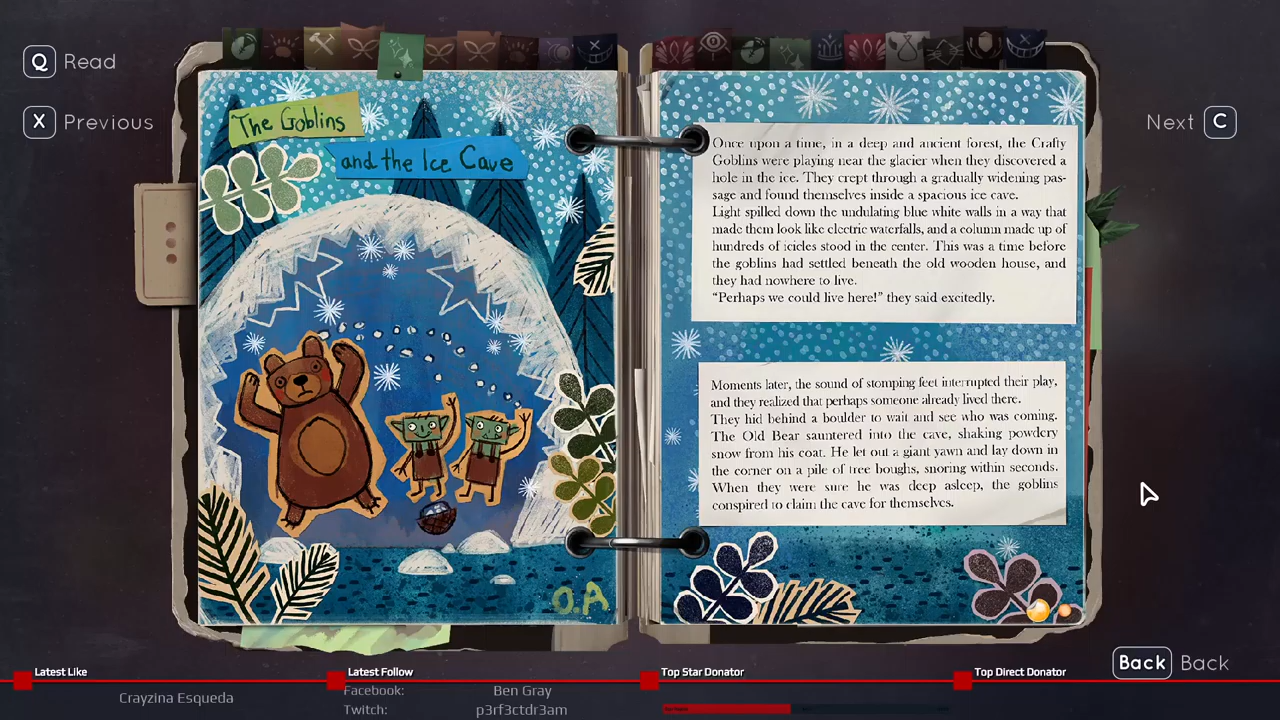 Q Read
X Previous
Next C
The Goblins
and the Ice Cave
O.A
Once upon a time, in a deep and ancient forest, the Crafty
Goblins were playing near the glacier when they discovered a
hole in the ice. They crept through a gradually widening pas-
sage and found themselves inside a spacious ice cave.
Light spilled down the undulating blue white walls in a way that
made them look like electric waterfalls, and a column made up of
hundreds of icicles stood in the center. This was a time before
the goblins had settled beneath the old wooden house, and
they had nowhere to live.
“Perhaps we could live here!” they said excitedly.
Moments later, the sound of stomping feet interrupted their play,
and they realized that perhaps someone already lived there.
They hid behind a boulder to wait and see who was coming.
The Old Bear sauntered into the cave, shaking powdery
snow from his coat. He let out a giant yawn and lay down in
the corner on a pile of tree boughs, snoring within seconds.
When they were sure he was deep asleep, the goblins
conspired to claim the cave for themselves.
Back Back
Latest Like
Crayzina Esqueda
Latest Follow
Facebook: Ben Gray
Twitch: p3rf3ctdr3am
Top Star Donator
Top Direct Donator